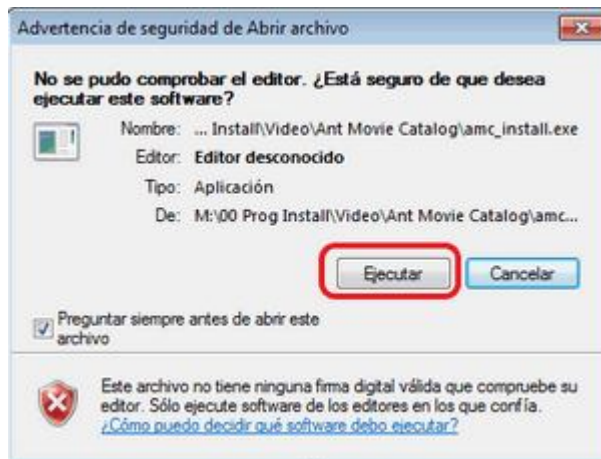 Advertencia de seguridad de Abrir archivo
No se pudo comprobar el editor. ¿Está seguro de que desea
ejecutar este software?
Nombre: ... Install\Video\Ant Movie Catalog\amc_install.exe
Editor: Editor desconocido
Tipo: Aplicación
De: M:\00 Prog Install\Video\Ant Movie Catalog\amc...
Ejecutar Cancelar
Preguntar siempre antes de abrir este
archivo
Este archivo no tiene ninguna firma digital válida que compruebe su
editor. Sólo ejecute software de los editores en los que confía.
¿Cómo puedo decidir qué software debo ejecutar?